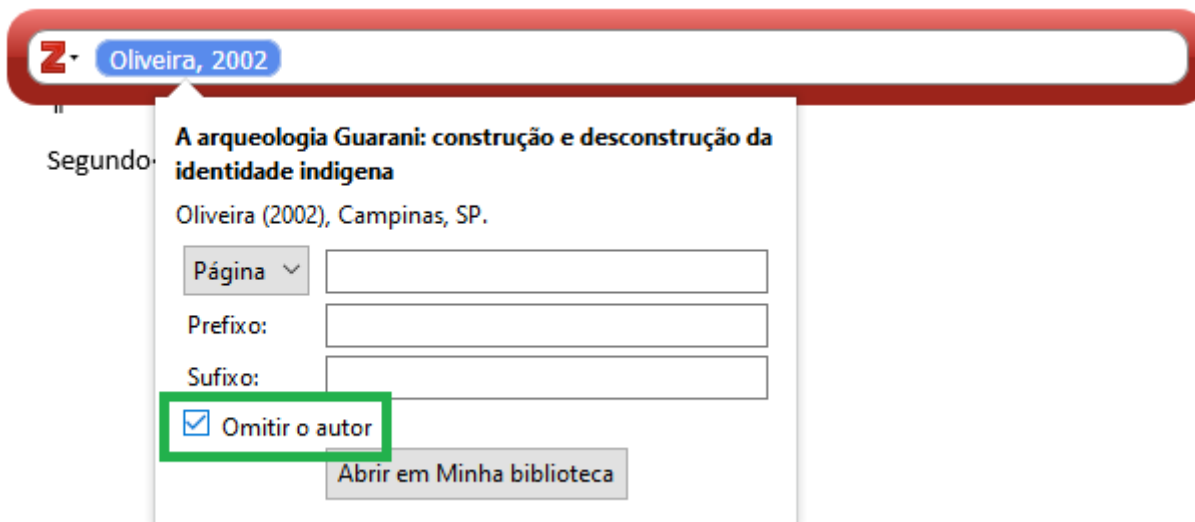 Z Oliveira, 2002
Segundo
A arqueologia Guarani: construção e desconstrução da
identidade indigena
Oliveira (2002), Campinas, SP.
Página
Prefixo:
Sufixo:
Omitir o autor
Abrir em Minha biblioteca